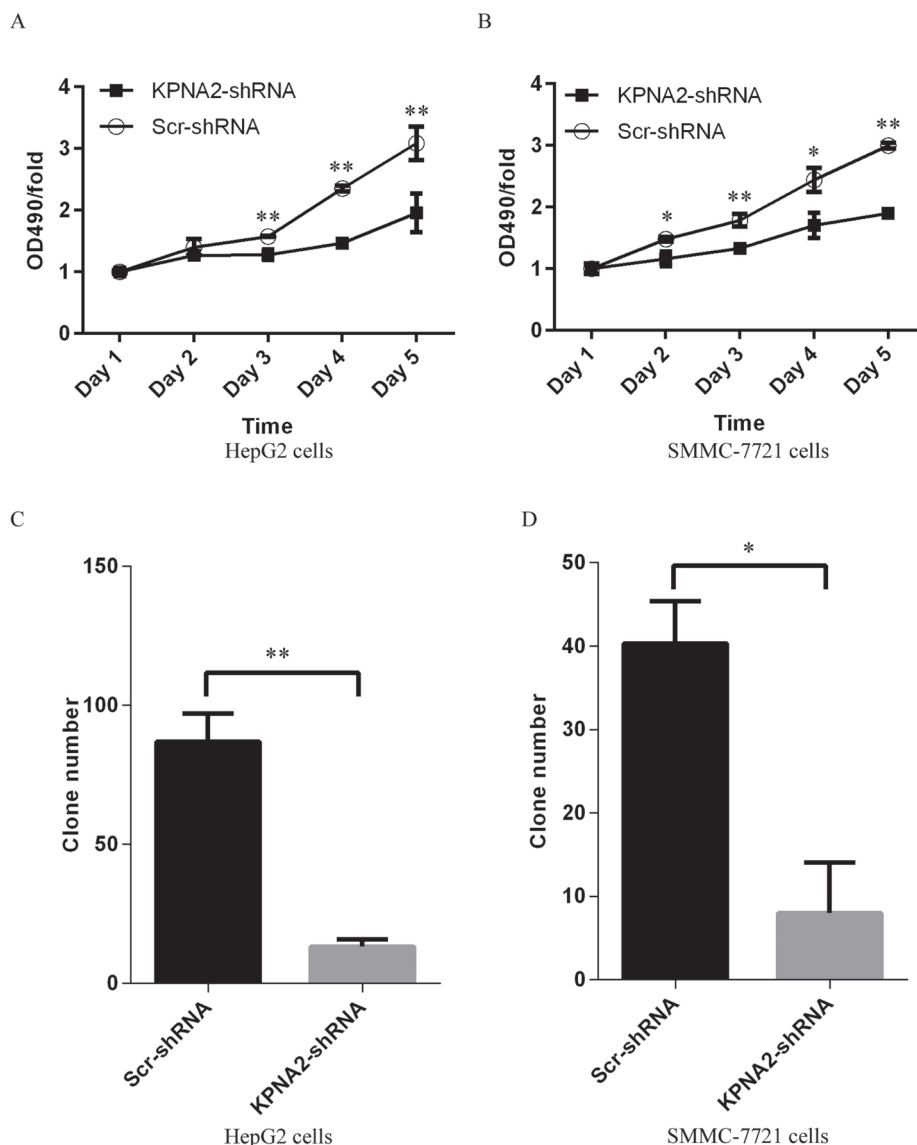 A
B
4
3
2
1
0
OD490/fold
KPNA2-shRNA
Scr-shRNA
**
**
**
Day 1
Day 2
Day 3
Day 4
Day 5
Time
HepG2 cells
4
3
2
1
0
OD490/fold
KPNA2-shRNA
Scr-shRNA
*
**
*
**
Day 1
Day 2
Day 3
Day 4
Day 5
Time
SMMC-7721 cells
C
D
150
100
50
0
Clone number
**
Scr-shRNA
KPNA2-shRNA
HepG2 cells
50
40
30
20
10
0
Clone number
*
Scr-shRNA
KPNA2-shRNA
SMMC-7721 cells